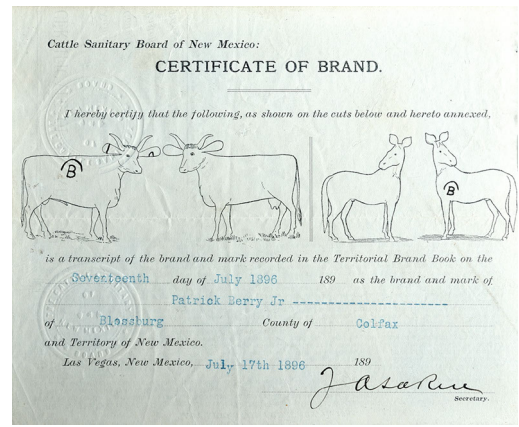 Cattle Sanitary Board of New Mexico:
CERTIFICATE OF BRAND.
I hereby certify that the following, as shown on the cuts below and hereto annexed,
B
B
is a transcript of the brand and mark recorded in the Territorial Brand Book on the
Seventeenth day of July 1896 189 as the brand and mark of
Patrick Berry Jr ----------------------
of Blossburg County of Colfax
and Territory of New Mexico.
Las Vegas, New Mexico, July 17th 1896 189
Secretary.